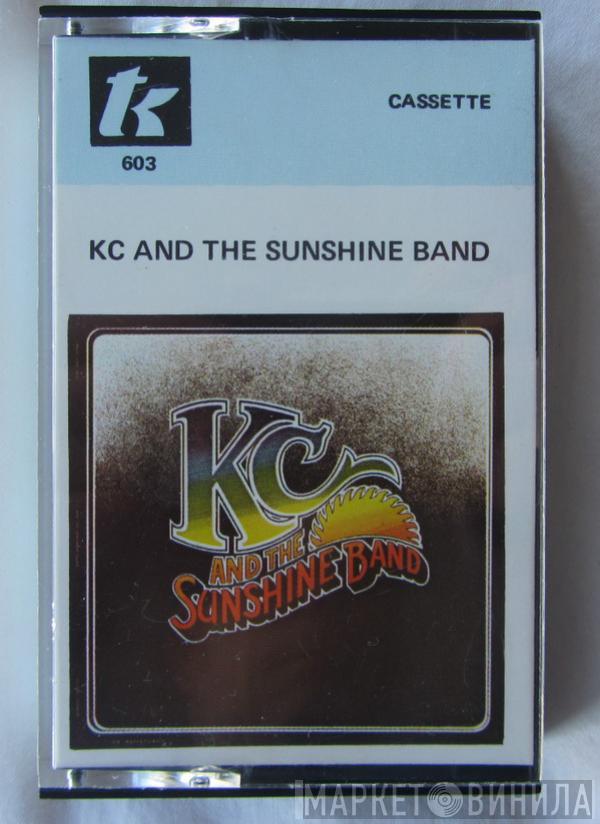 tk
CASSETTE
603
KC AND THE SUNSHINE BAND
KC
AND THE
SUNSHINE BAND
МАРКЕТ ВИНИЛА